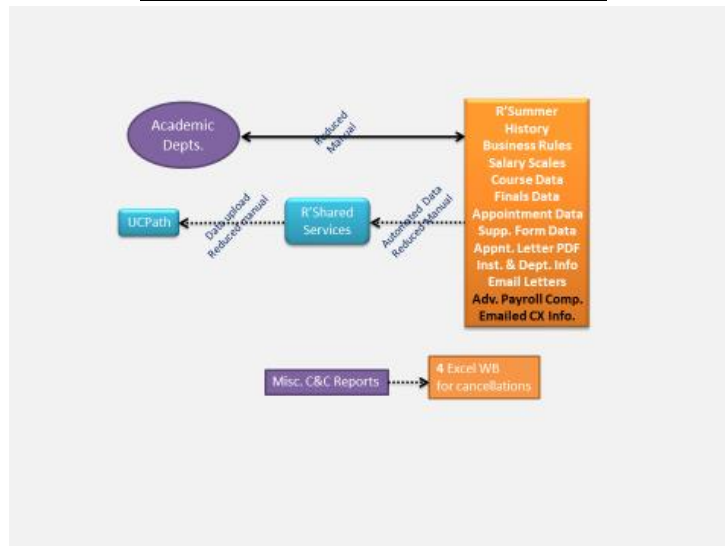 Academic
Depts.
Reduced
Manual
R'Summer
History
Business Rules
Salary Scales
Course Data
Finals Data
Appointment Data
Supp. Form Data
Appnt. Letter PDF
Inst. & Dept. Info
Email Letters
Adv. Payroll Comp.
Emailed CX Info.
UCPath
Data upload
Reduced manual
R'Shared
Services
Automated Data
Reduced Manual
Misc. C&C Reports
4 Excel WB
for cancellations